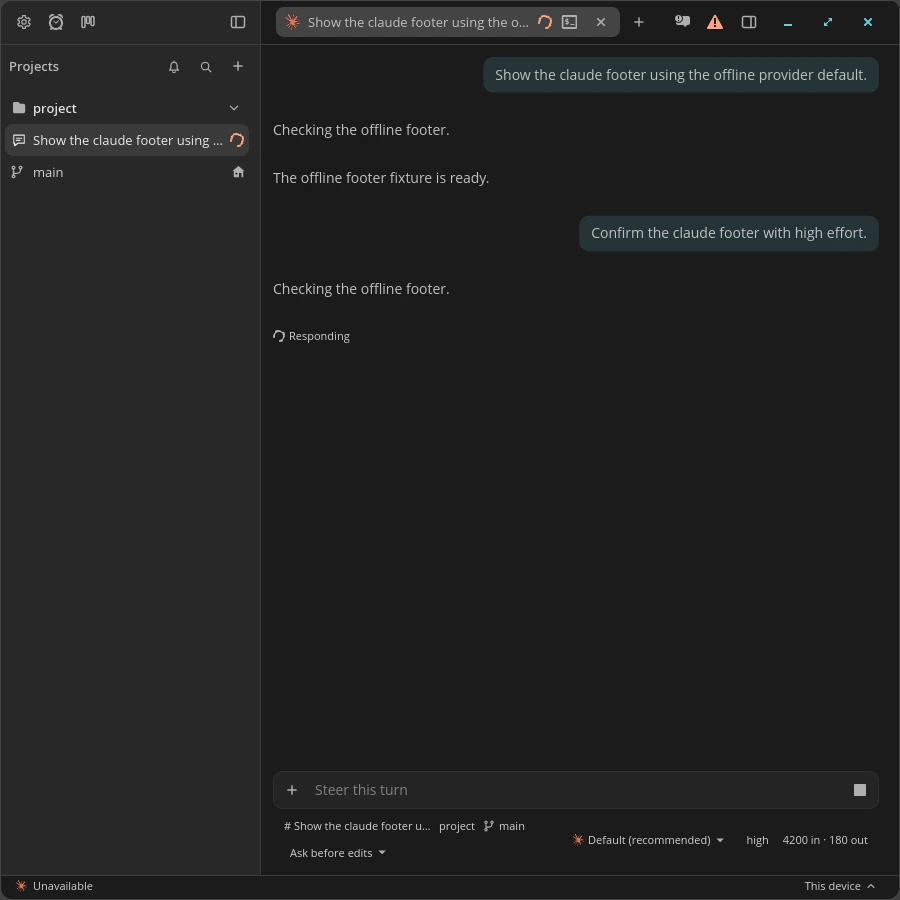 Show the claude footer using the o...
Projects
project
Show the claude footer using ...
main
Show the claude footer using the offline provider default.
Checking the offline footer.
The offline footer fixture is ready.
Confirm the claude footer with high effort.
Checking the offline footer.
Responding
Steer this turn
# Show the claude footer u... project main
Default (recommended) high 4200 in · 180 out
Ask before edits
Unavailable
This device